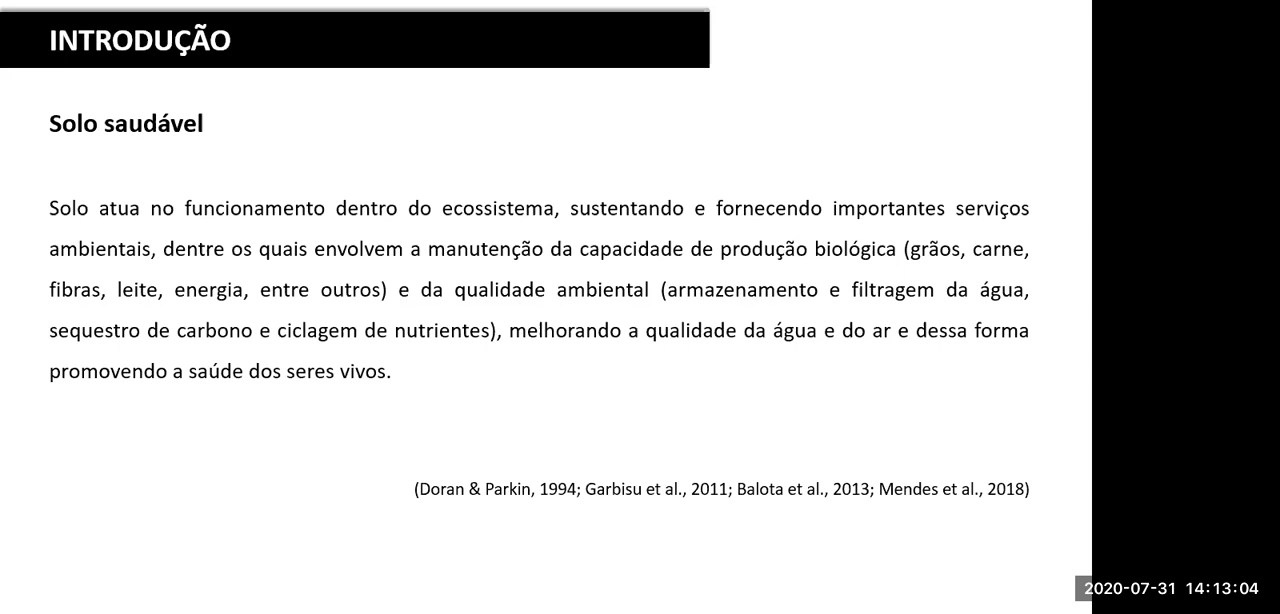 INTRODUÇÃO
Solo saudável
Solo atua no funcionamento dentro do ecossistema, sustentando e fornecendo importantes serviços
ambientais, dentre os quais envolvem a manutenção da capacidade de produção biológica (grãos, carne,
fibras, leite, energia, entre outros) e da qualidade ambiental (armazenamento e filtragem da água,
sequestro de carbono e ciclagem de nutrientes), melhorando a qualidade da água e do ar e dessa forma
promovendo a saúde dos seres vivos.
(Doran & Parkin, 1994; Garbisu et al., 2011; Balota et al., 2013; Mendes et al., 2018)
2020-07-31 14:13:04